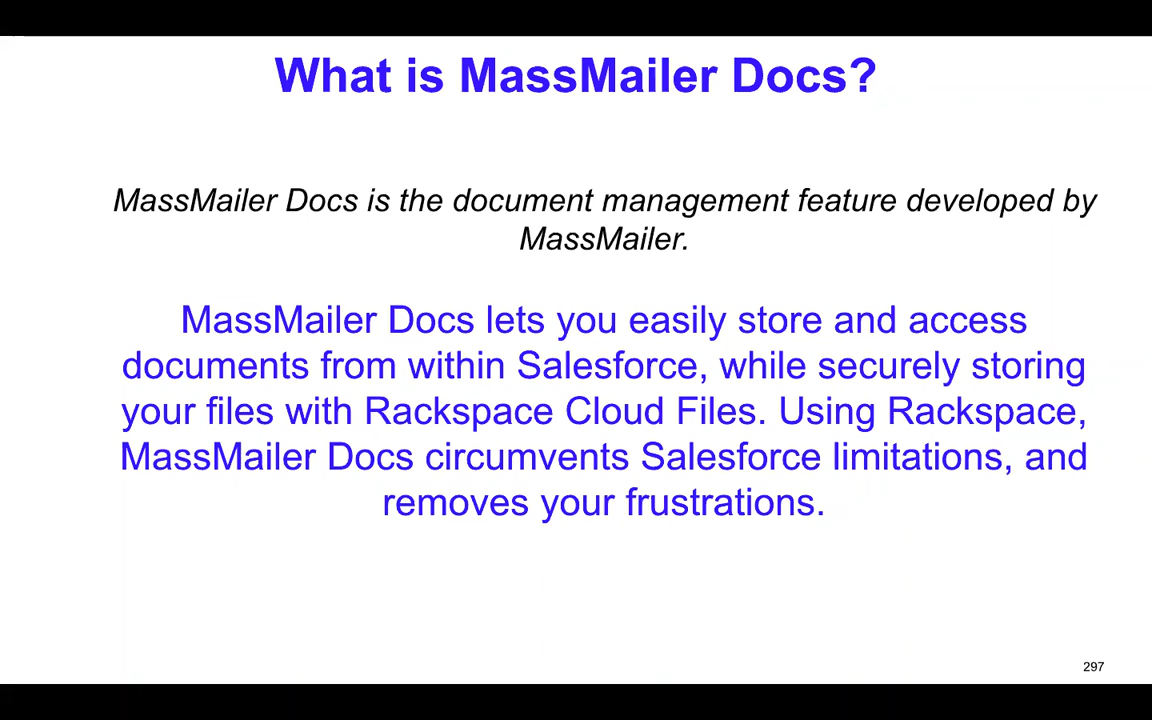 What is MassMailer Docs?
MassMailer Docs is the document management feature developed by
MassMailer.
MassMailer Docs lets you easily store and access
documents from within Salesforce, while securely storing
your files with Rackspace Cloud Files. Using Rackspace,
MassMailer Docs circumvents Salesforce limitations, and
removes your frustrations.
297